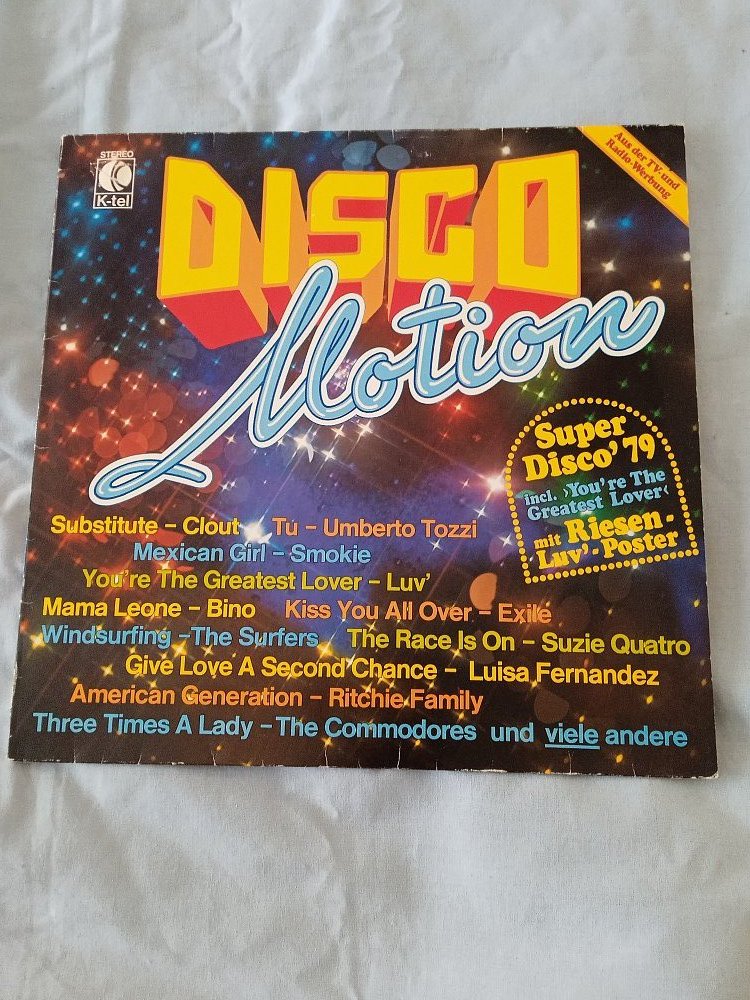 STEREO
K-tel
Aus der TV und
Radio-Werbung
DISCO
Motion
Super
Disco '79
incl. ›You're The
Greatest Lover‹
mit Riesen-
Luv'-Poster
Substitute – Clout Tu – Umberto Tozzi
Mexican Girl – Smokie
You're The Greatest Lover – Luv'
Mama Leone – Bino Kiss You All Over – Exile
Windsurfing – The Surfers The Race Is On – Suzie Quatro
Give Love A Second Chance – Luisa Fernandez
American Generation – Ritchie Family
Three Times A Lady – The Commodores und viele andere